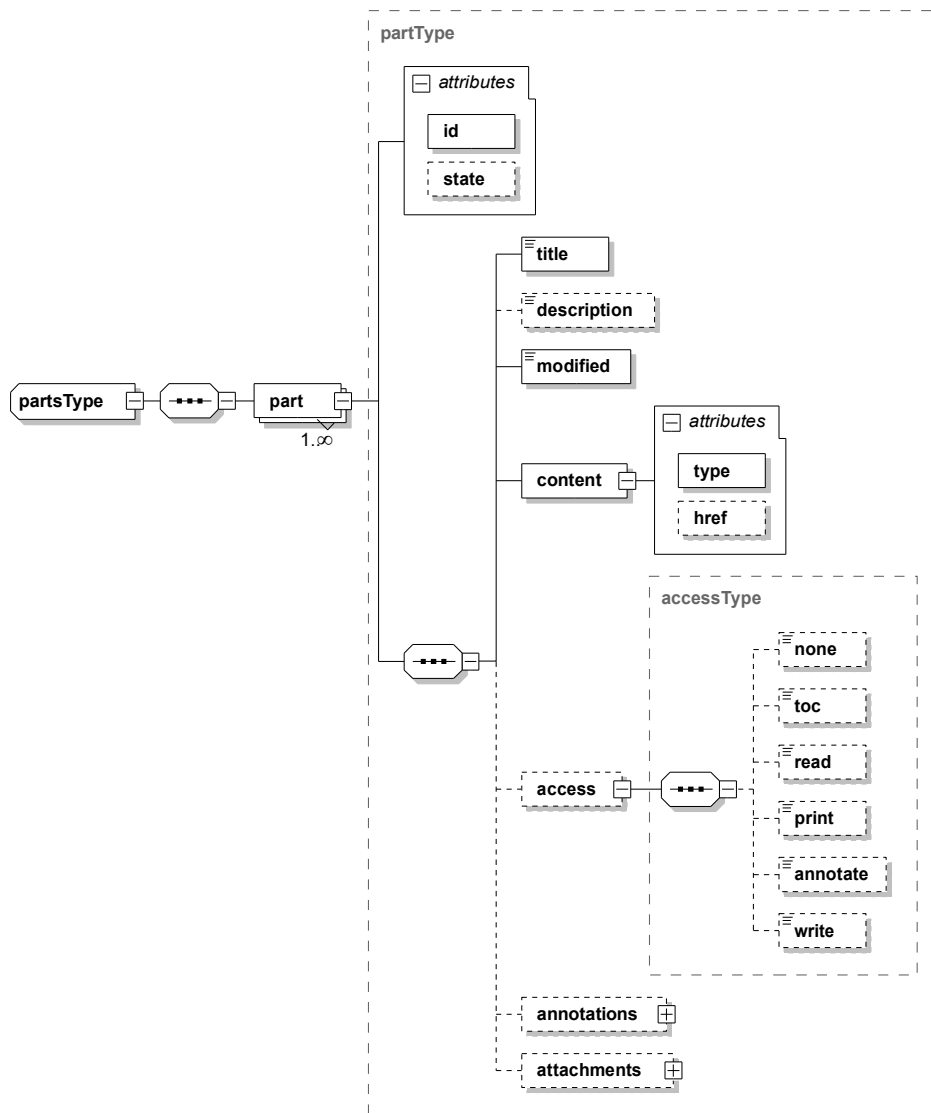 partType
attributes
id
state
title
description
modified
partsType
part
1..∞
content
attributes
type
href
accessType
none
toc
read
access
print
annotate
write
annotations
attachments